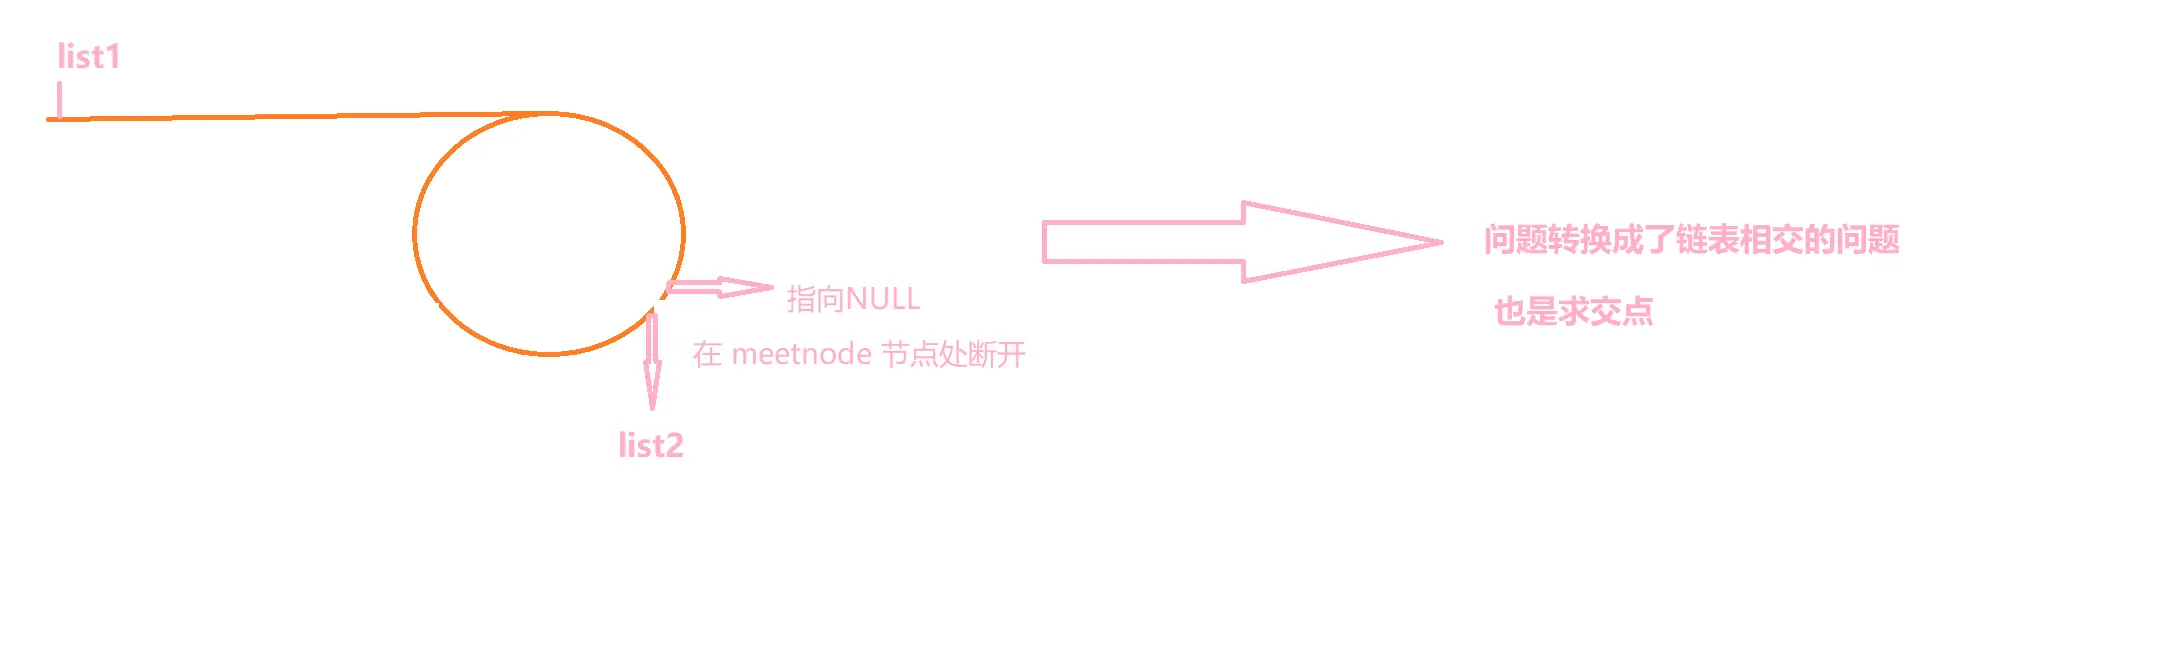 list1
问题转换成了链表相交的问题
指向NULL
也是求交点
在 meetnode 节点处断开
list2